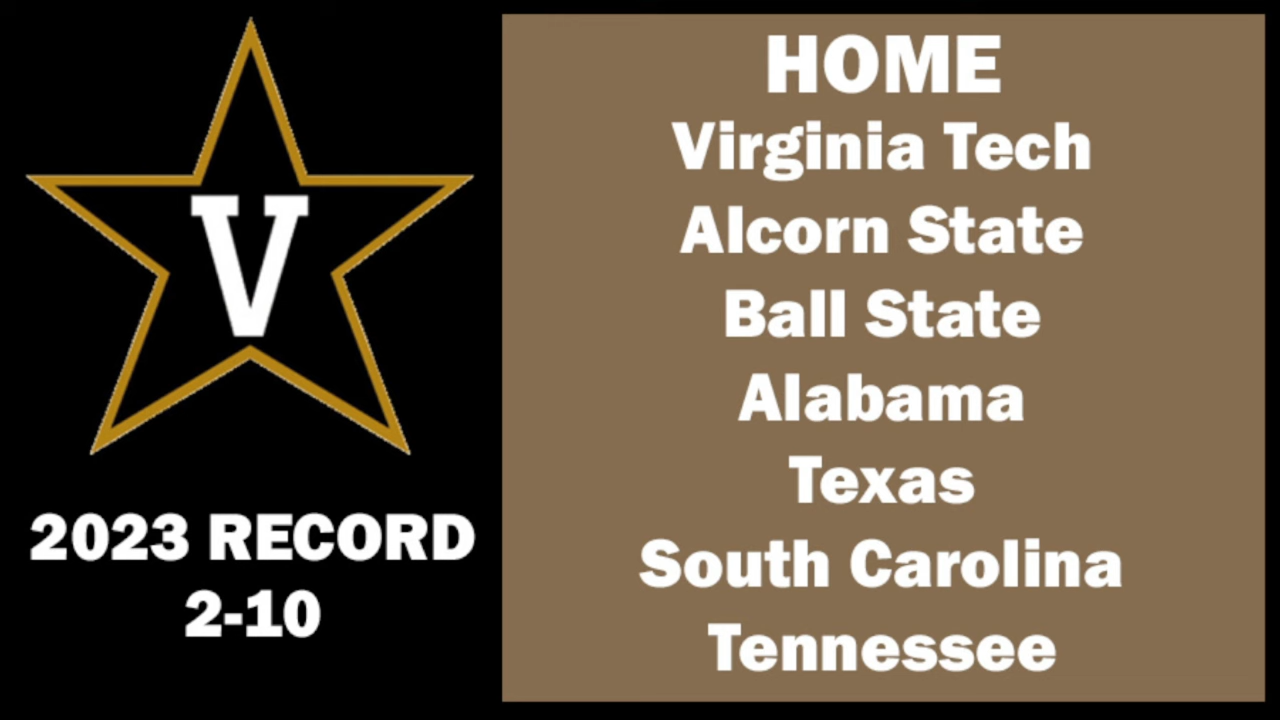 V
2023 RECORD
2-10
HOME
Virginia Tech
Alcorn State
Ball State
Alabama
Texas
South Carolina
Tennessee